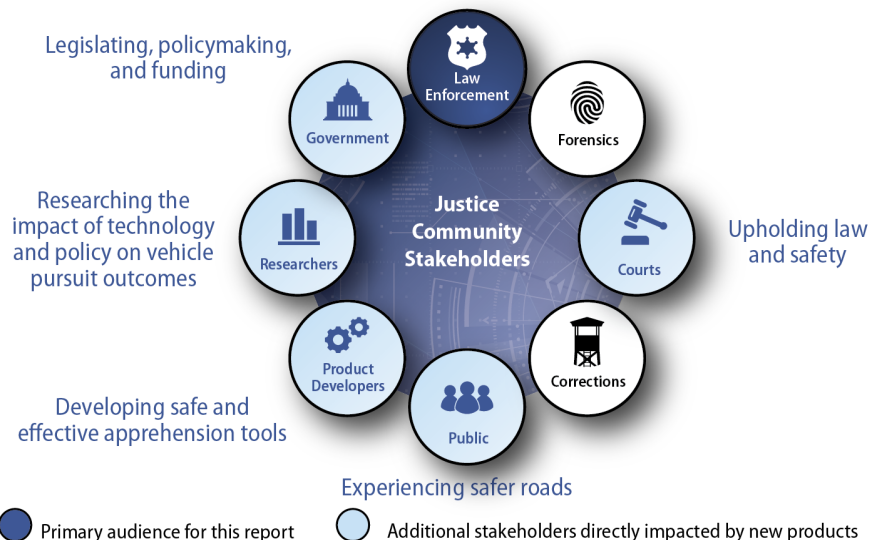 Legislating, policymaking,
and funding
Law
Enforcement
Government
Forensics
Researching the
impact of technology
and policy on vehicle
pursuit outcomes
Researchers
Justice
Community
Stakeholders
Courts
Upholding law
and safety
Product
Developers
Corrections
Developing safe and
effective apprehension tools
Public
Experiencing safer roads
Primary audience for this report
Additional stakeholders directly impacted by new products